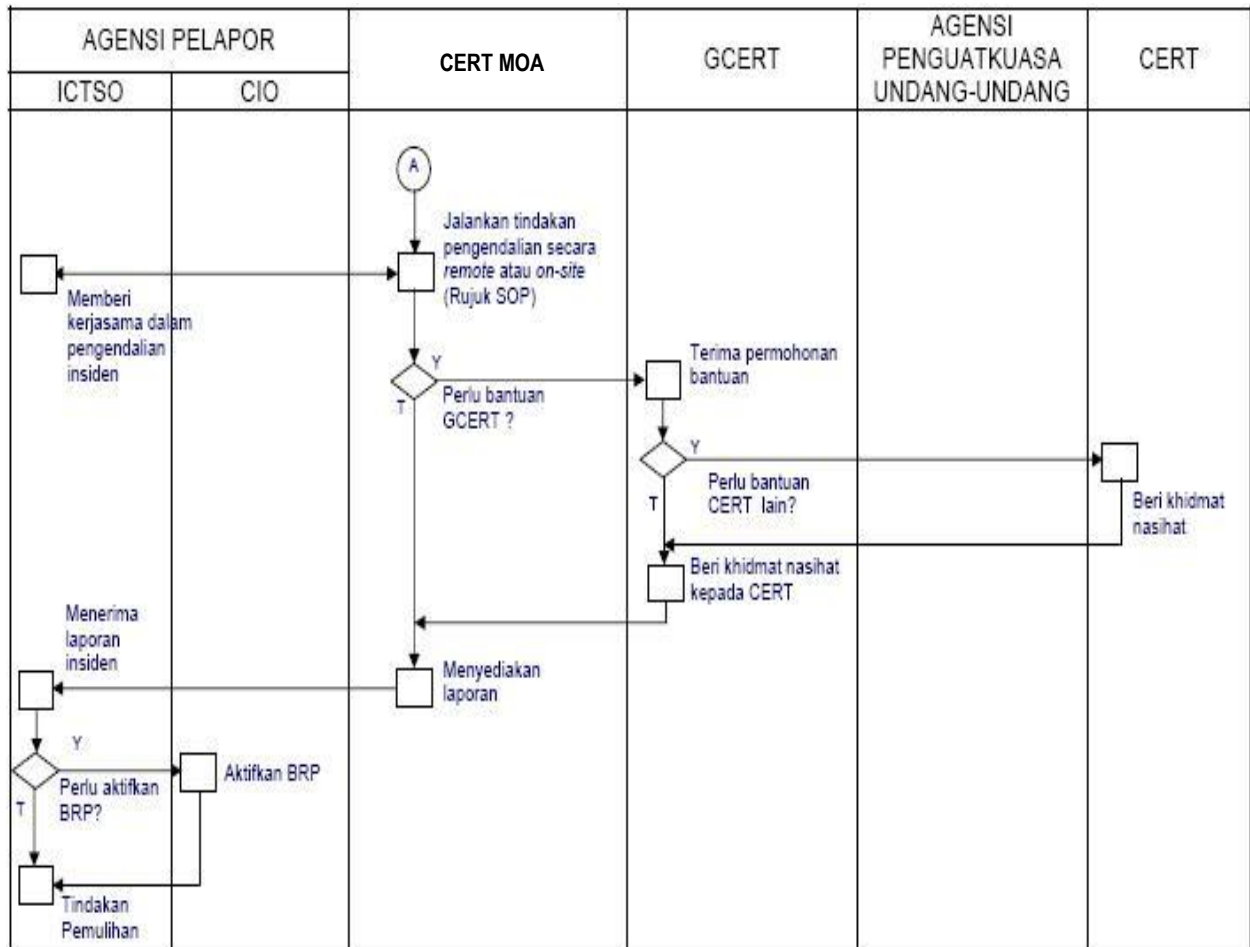 AGENSI PELAPOR
ICTSO
CIO
CERT MOA
GCERT
AGENSI
PENGUATKUASA
UNDANG-UNDANG
CERT
A
Jalankan tindakan
pengendalian secara
remote atau on-site
(Rujuk SOP)
Memberi
kerjasama dalam
pengendalian
insiden
Y
T
Perlu bantuan
GCERT ?
Terima permohonan
bantuan
Y
T
Perlu bantuan
CERT lain?
Beri khidmat
nasihat
Beri khidmat nasihat
kepada CERT
Menerima
laporan
insiden
Menyediakan
laporan
Y
T
Perlu aktifkan
BRP?
Aktifkan BRP
Tindakan
Pemulihan